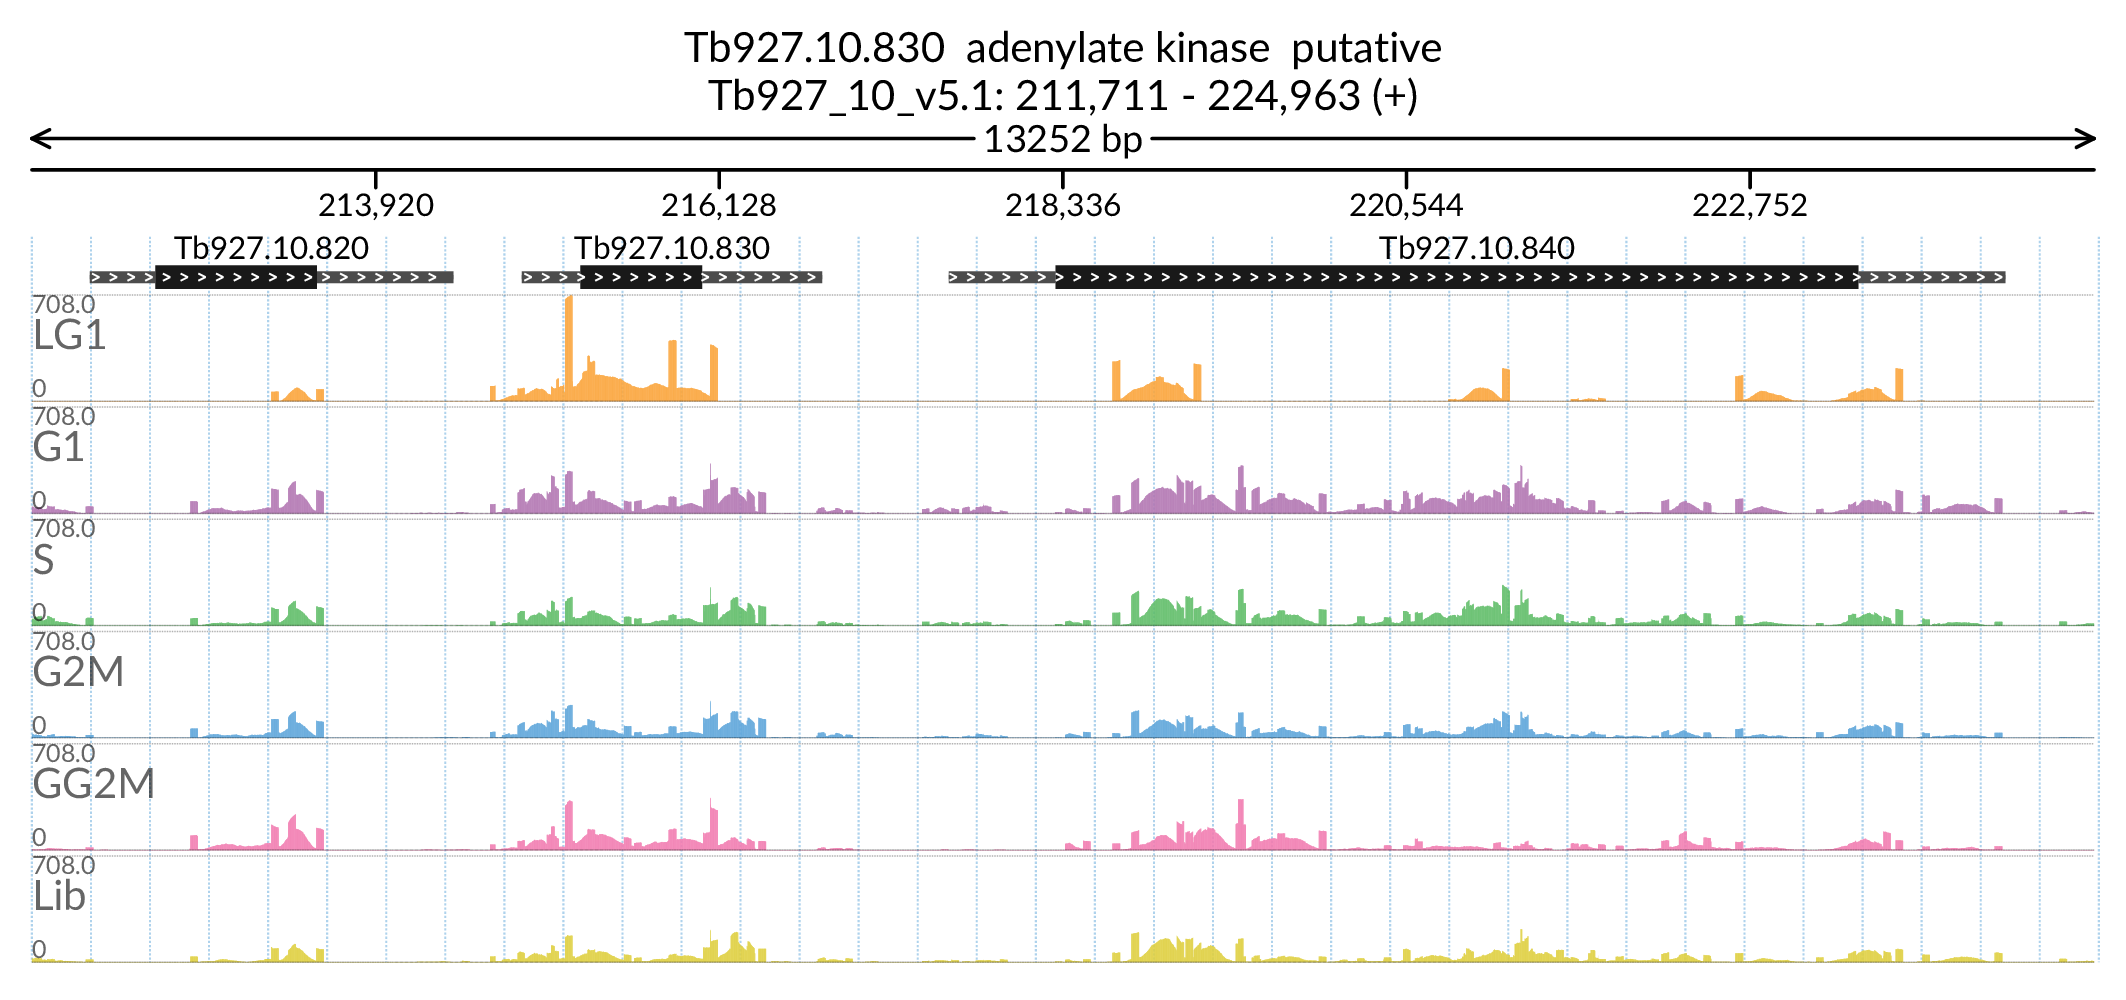 Tb927.10.830 adenylate kinase putative
Tb927_10_v5.1: 211,711 - 224,963 (+)
13252 bp
213,920 216,128 218,336 220,544 222,752
Tb927.10.820 Tb927.10.830 Tb927.10.840
708.0
LG1
0
708.0
G1
0
708.0
S
0
708.0
G2M
0
708.0
GG2M
0
708.0
Lib
0